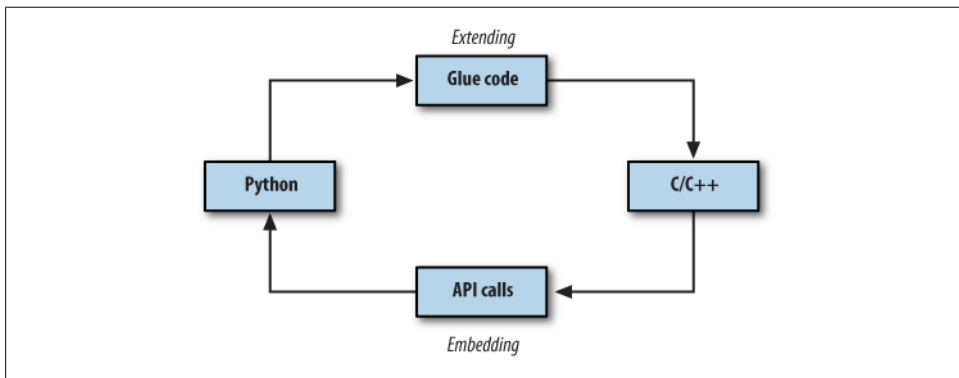 Extending
Glue code
Python
C/C++
API calls
Embedding